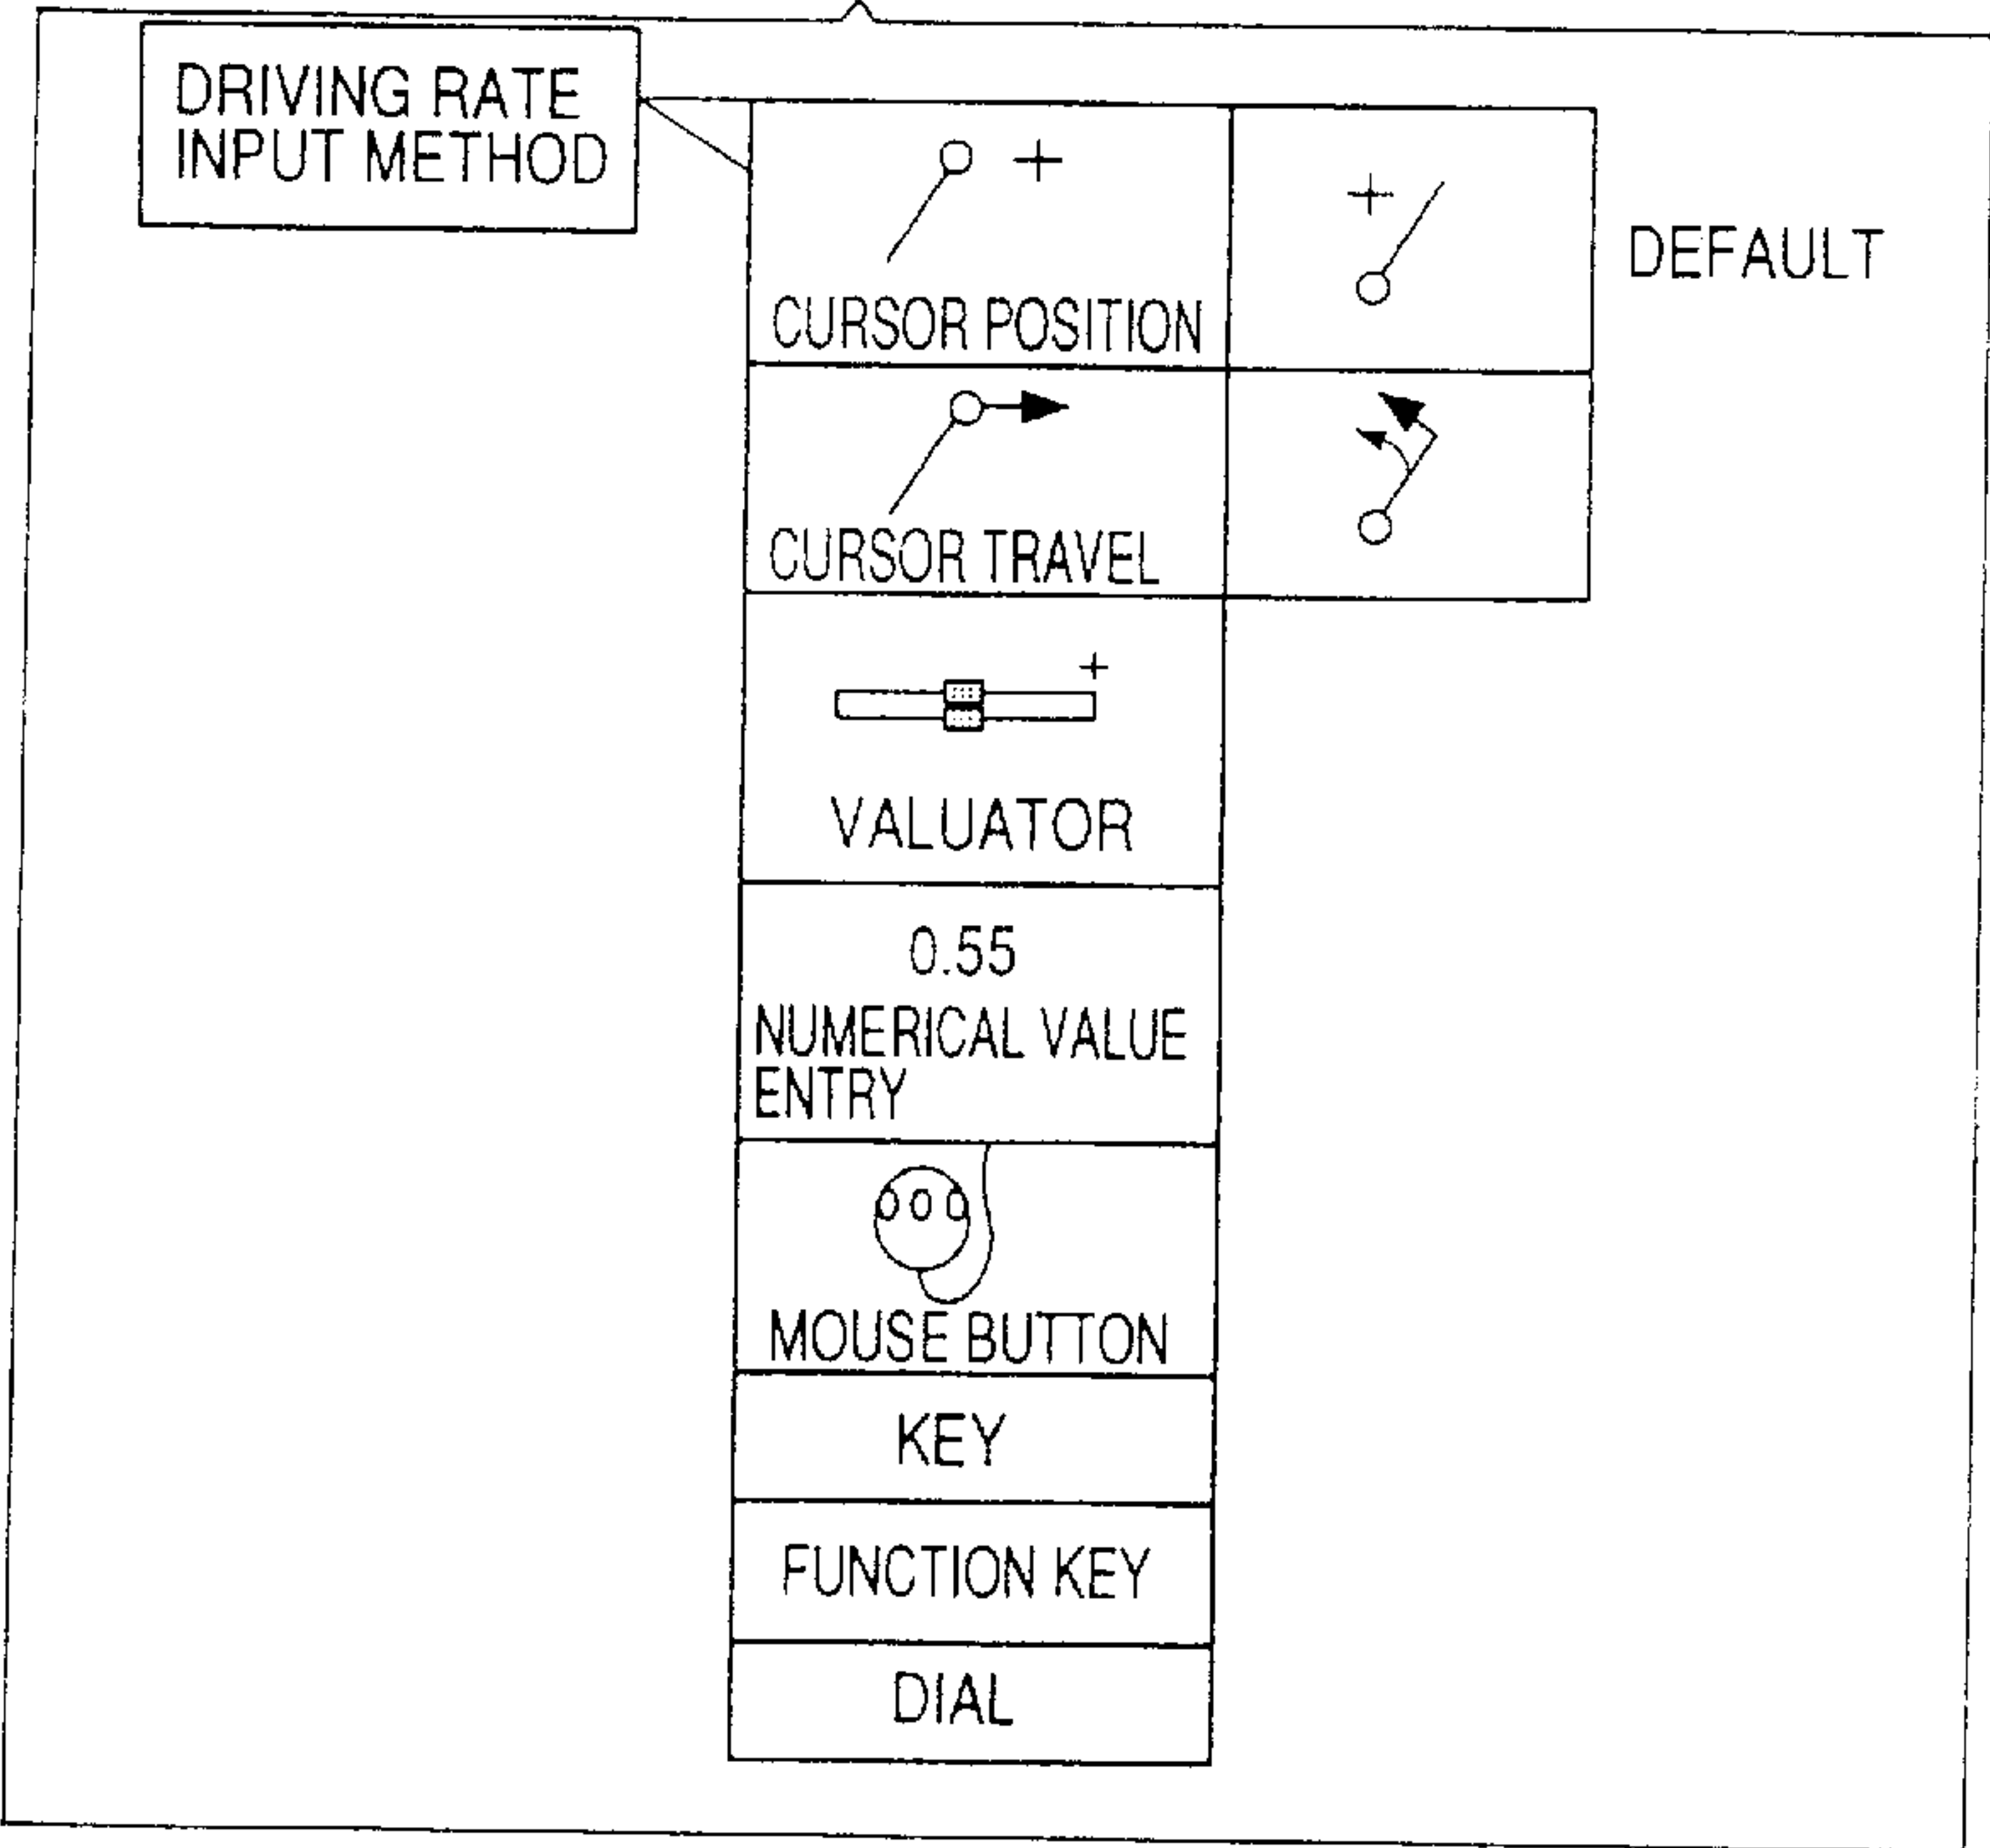 DRIVING RATE
INPUT METHOD
CURSOR POSITION
DEFAULT
CURSOR TRAVEL
VALUATOR
0.55
NUMERICAL VALUE
ENTRY
MOUSE BUTTON
KEY
FUNCTION KEY
DIAL